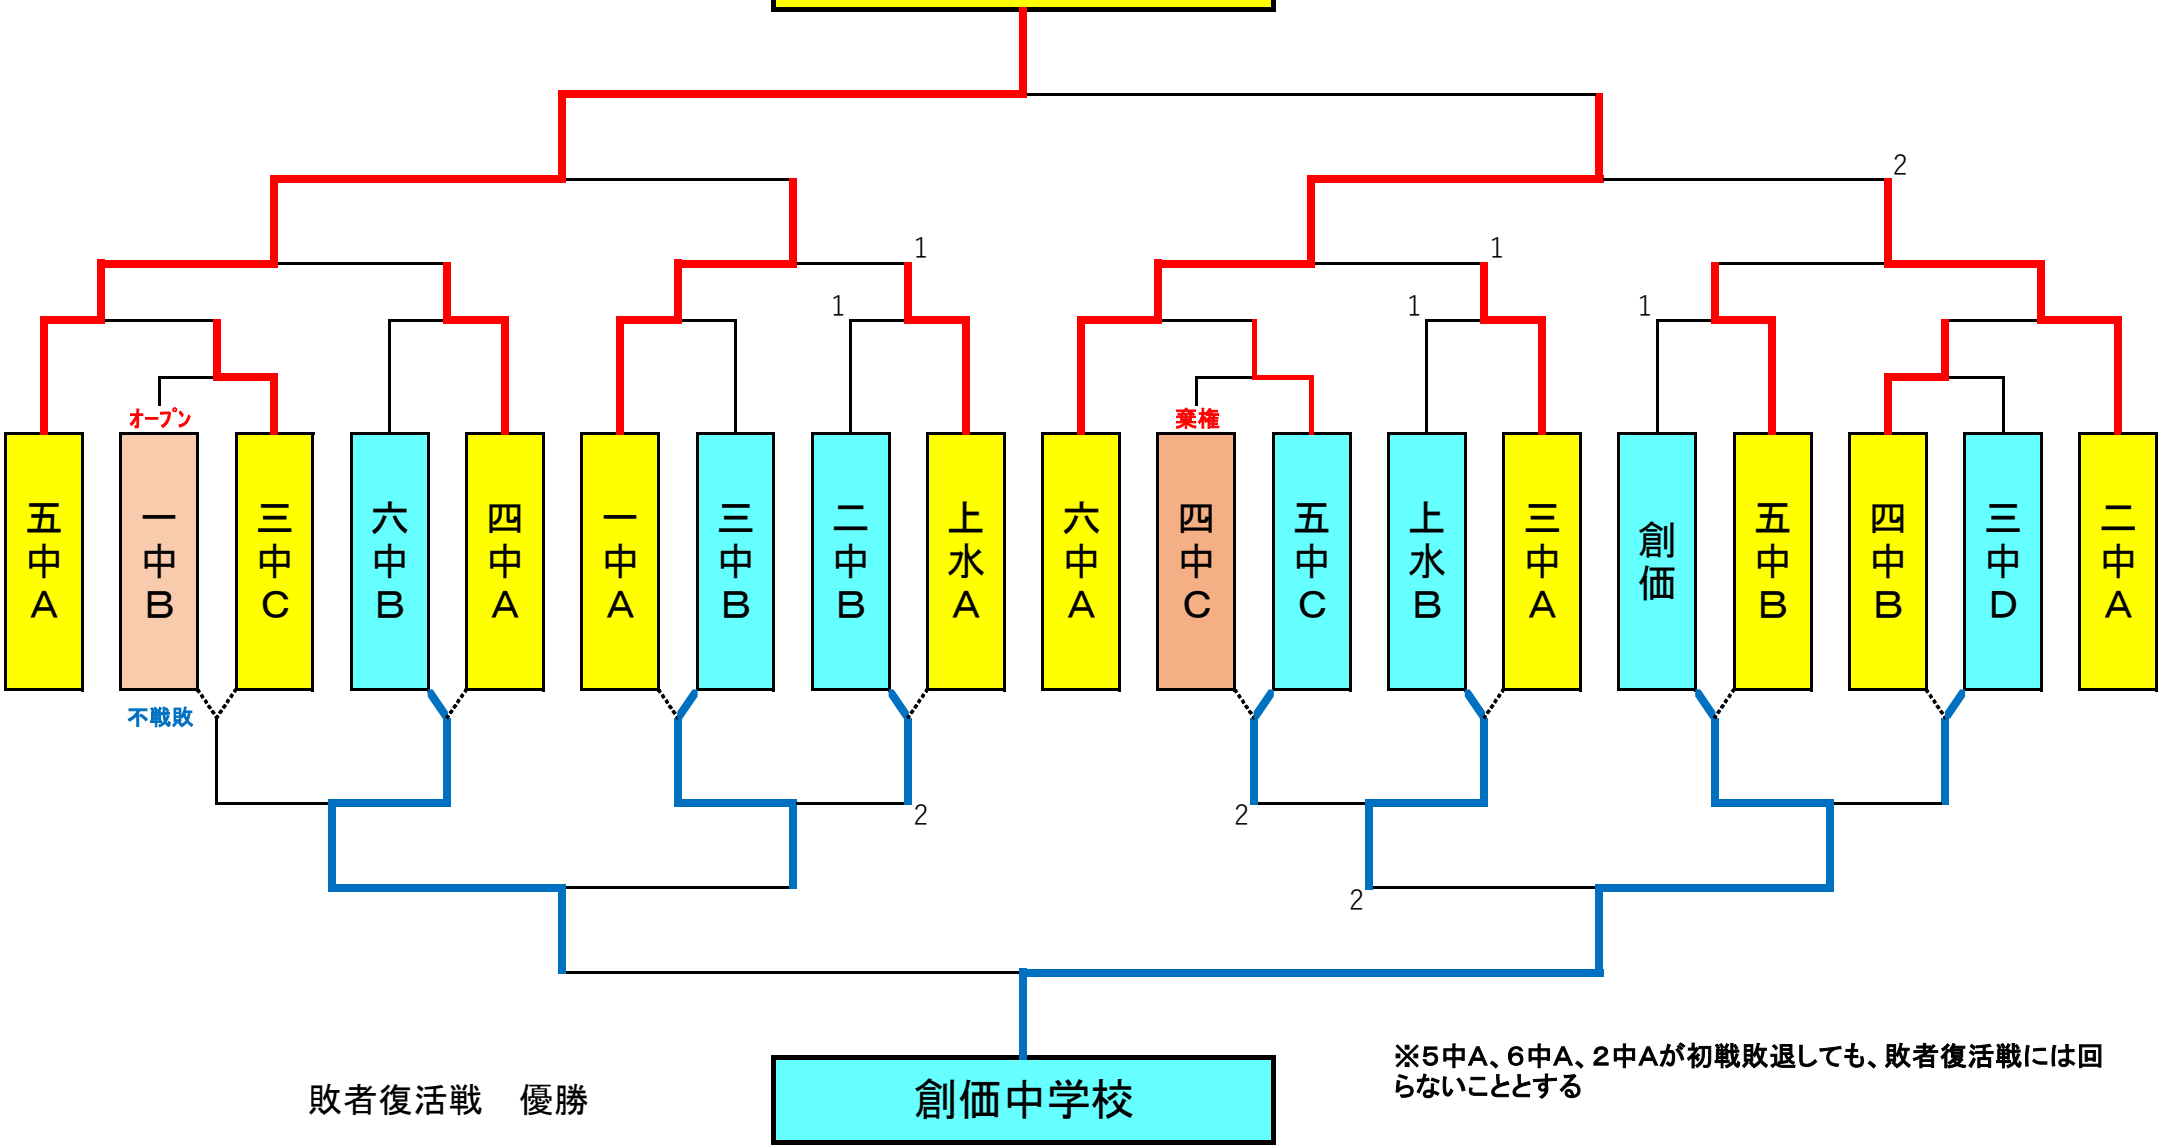 2
1
1
1
1
1
オープン
棄権
五中A
一中B
三中C
六中B
四中A
一中A
三中B
二中B
上水A
六中A
四中C
五中C
上水B
三中A
創価
五中B
四中B
三中D
二中A
不戦敗
2
2
2
※5中A、6中A、2中Aが初戦敗退しても、敗者復活戦には回
らないこととする
敗者復活戦　優勝
創価中学校